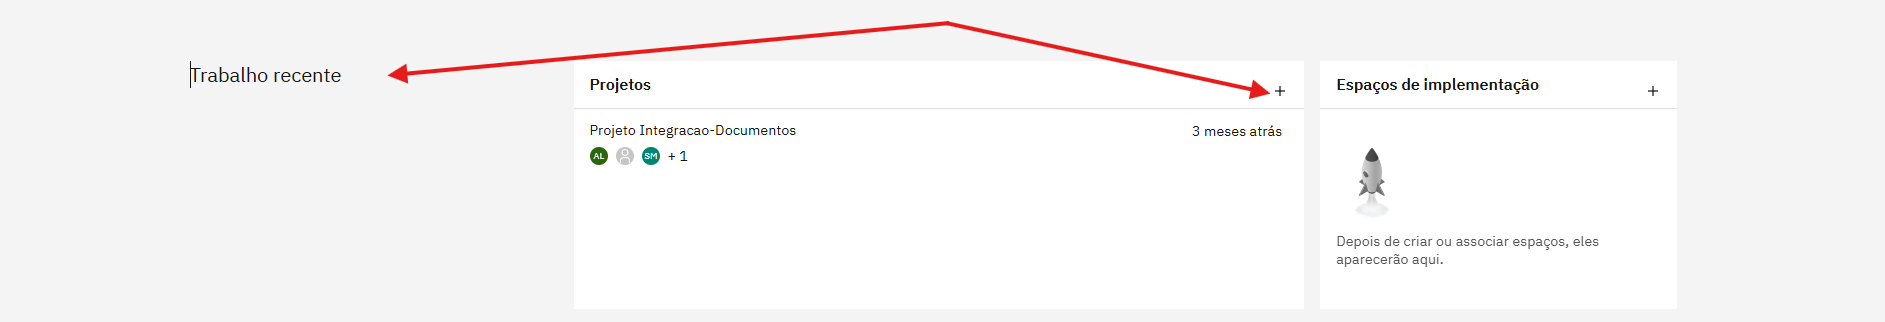 Trabalho recente
Projetos
+
Projeto Integracao-Documentos
3 meses atrás
AL
SM
+ 1
Espaços de implementação
+
Depois de criar ou associar espaços, eles
aparecerão aqui.